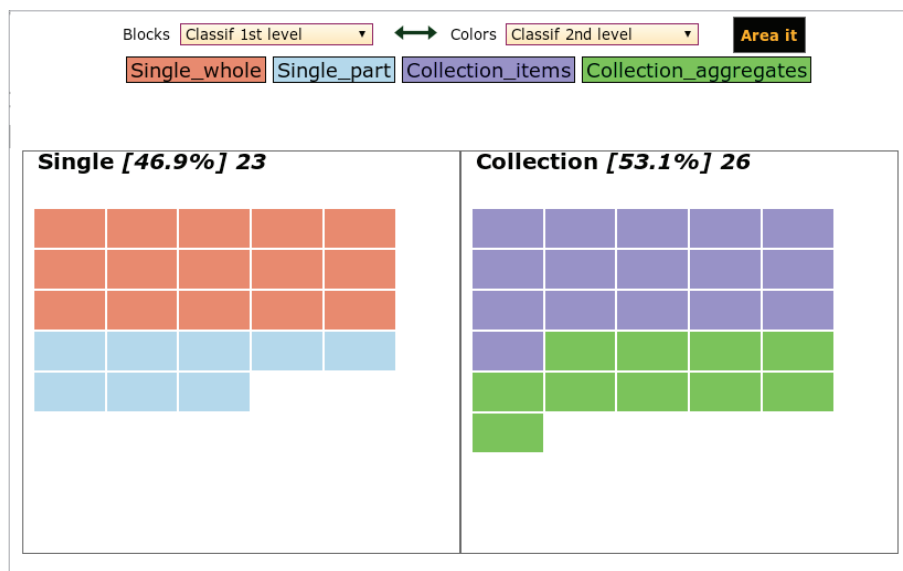 Blocks Classif 1st level Colors Classif 2nd level Area it
Single_whole Single_part Collection_items Collection_aggregates
Single [46.9%] 23 Collection [53.1%] 26